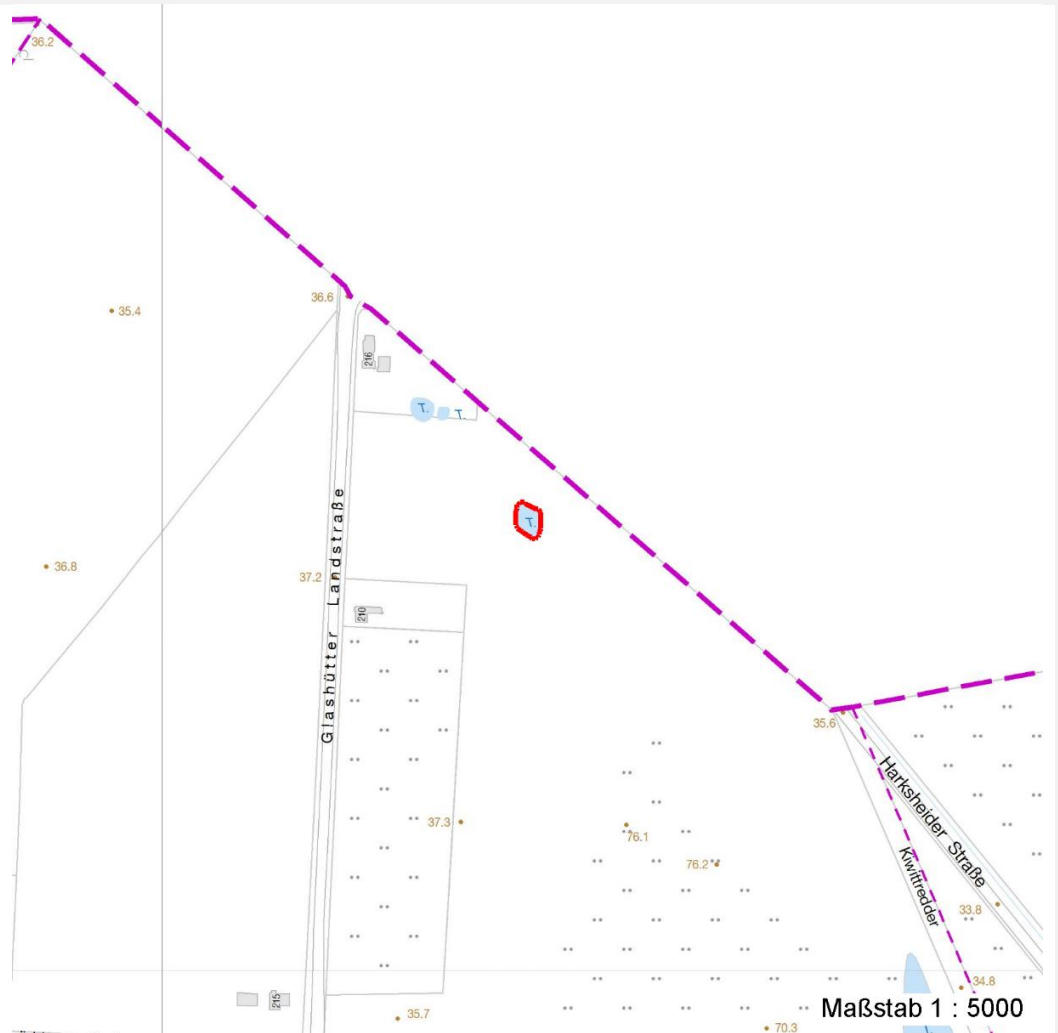 36.2
35.4
36.6
216
T.
T.
T.
36.8
37.2
Glashütter Landstraße
210
35.6
37.3
76.1
76.2
Harksheider Straße
Kiwittredder
33.8
34.8
215
35.7
70.3
Maßstab 1 : 5000